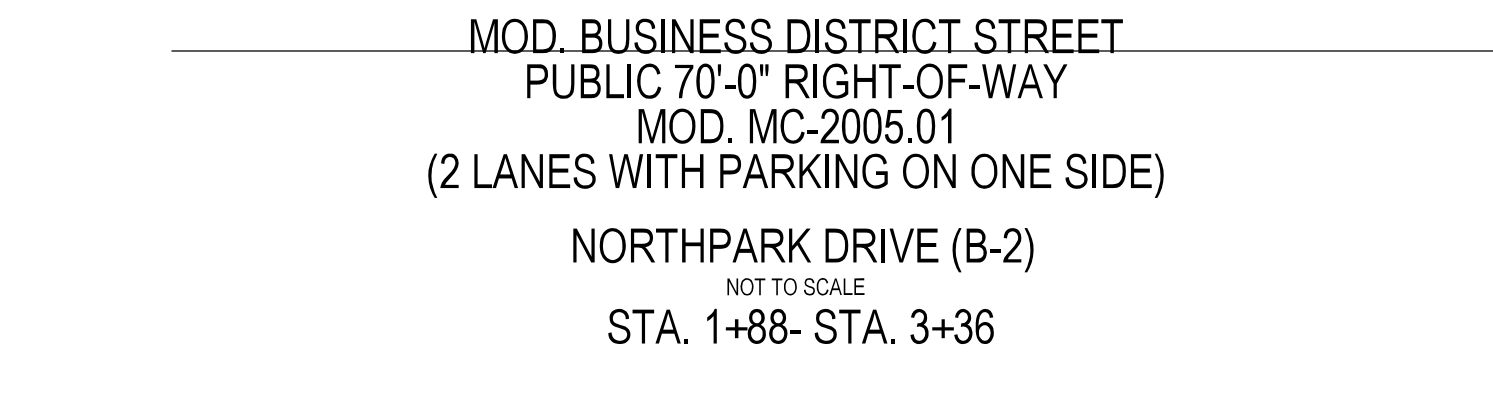 MOD. BUSINESS DISTRICT STREET
PUBLIC 70'-0" RIGHT-OF-WAY
MOD. MC-2005.01
(2 LANES WITH PARKING ON ONE SIDE)
NORTHPARK DRIVE (B-2)
NOT TO SCALE
STA. 1+88- STA. 3+36